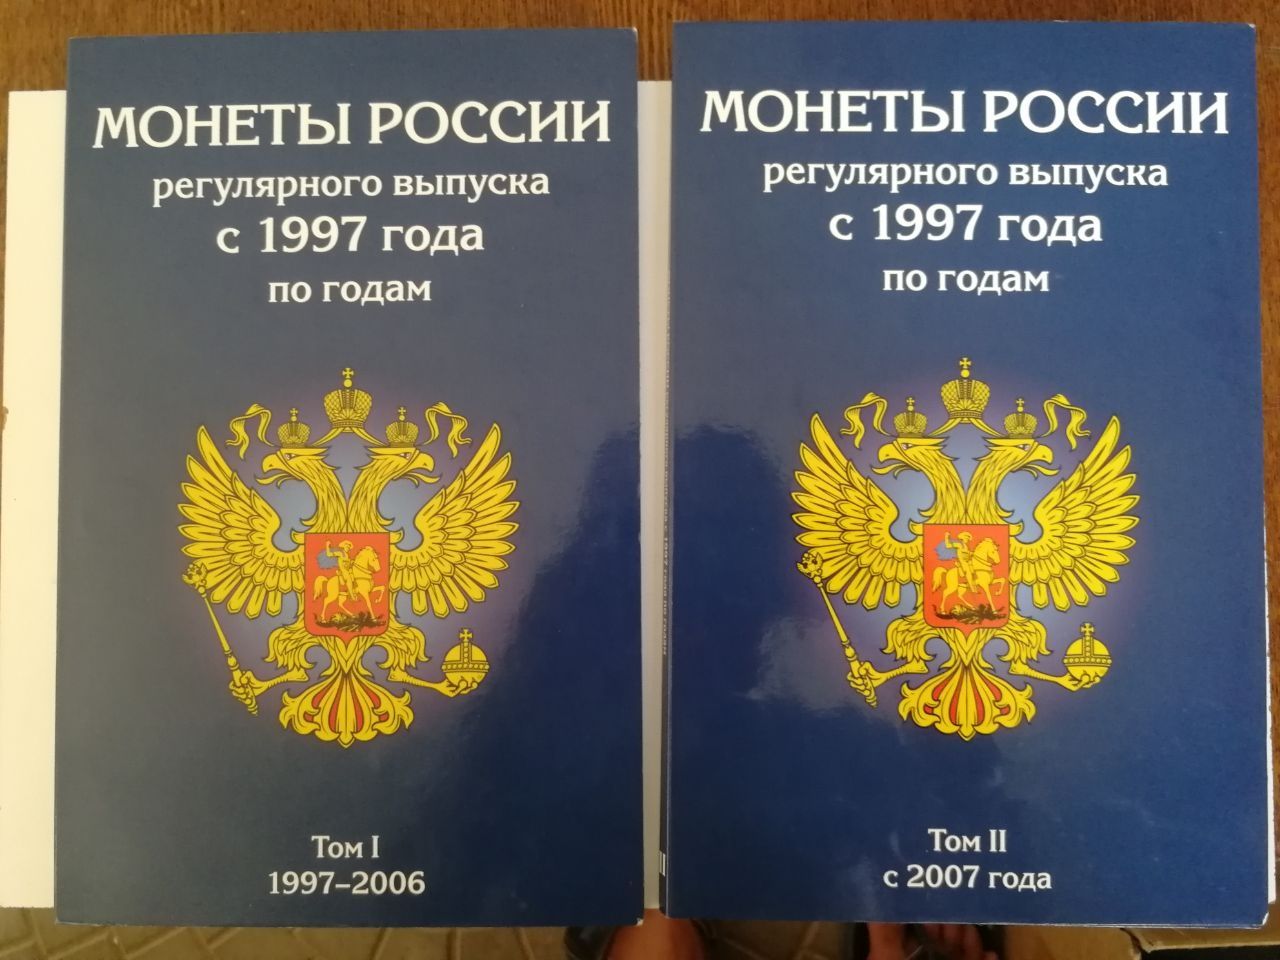 МОНЕТЫ РОССИИ
регулярного выпуска
с 1997 года
по годам
Том I
1997–2006
МОНЕТЫ РОССИИ
регулярного выпуска
с 1997 года
по годам
Том II
с 2007 года
II